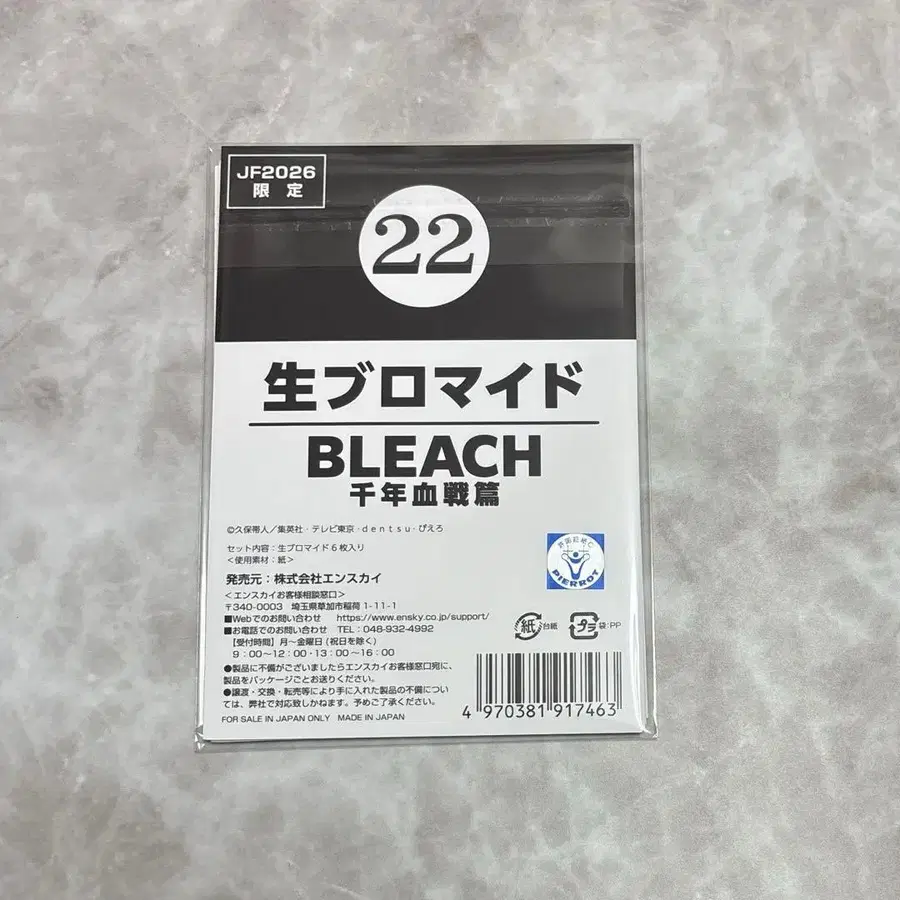 JF2026
限定
22
生ブロマイド
BLEACH
千年血戦篇
©久保帯人／集英社・テレビ東京・dentsu・ぴえろ
セット内容：生ブロマイド6枚入り
＜使用素材：紙＞
発売元：株式会社エンスカイ
＜エンスカイお客様相談窓口＞
〒340-0003 埼玉県草加市稲荷 1-11-1
■Webでのお問い合わせ https://www.ensky.co.jp/support/
■お電話でのお問い合わせ TEL：048-932-4992
【受付時間】月～金曜日(祝日を除く)
9：00～12：00・13：00～16：00
●製品に不備がございましたらエンスカイお客様窓口宛に、
製品をパッケージごとお送りください。
●譲渡・交換・転売等により手に入れた製品の不備につい
ては、弊社で対応致しかねます。予めご了承ください。
FOR SALE IN JAPAN ONLY MADE IN JAPAN
PIERROT
紙 台紙
プラ 袋:PP
4 970381 917463